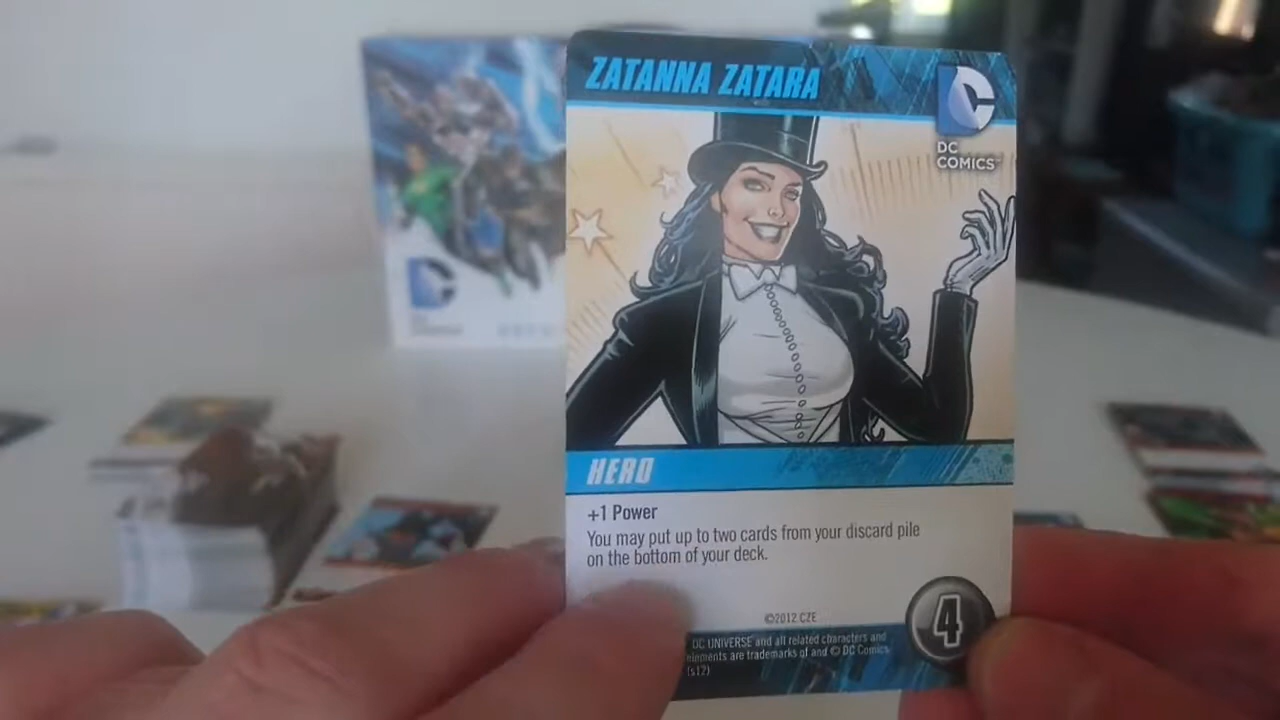 ZATANNA ZATARA
DC
COMICS™
HERO
+1 Power
You may put up to two cards from your discard pile
on the bottom of your deck.
©2012 CZE
4
DC UNIVERSE and all related characters and
elements are trademarks of and © DC Comics
(s12)